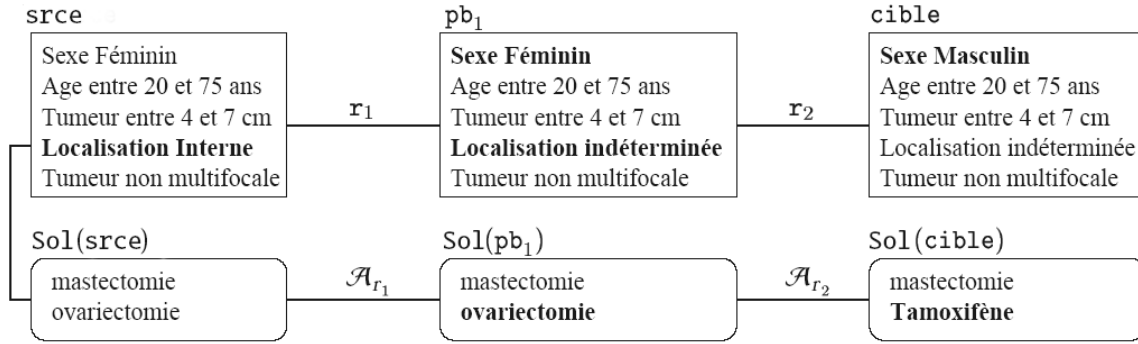 srce
Sexe Féminin
Age entre 20 et 75 ans
Tumeur entre 4 et 7 cm
Localisation Interne
Tumeur non multifocale
r₁
pb₁
Sexe Féminin
Age entre 20 et 75 ans
Tumeur entre 4 et 7 cm
Localisation indéterminée
Tumeur non multifocale
r₂
cible
Sexe Masculin
Age entre 20 et 75 ans
Tumeur entre 4 et 7 cm
Localisation indéterminée
Tumeur non multifocale
Sol(srce)
mastectomie
ovariectomie
𝒜r₁
Sol(pb₁)
mastectomie
ovariectomie
𝒜r₂
Sol(cible)
mastectomie
Tamoxifène